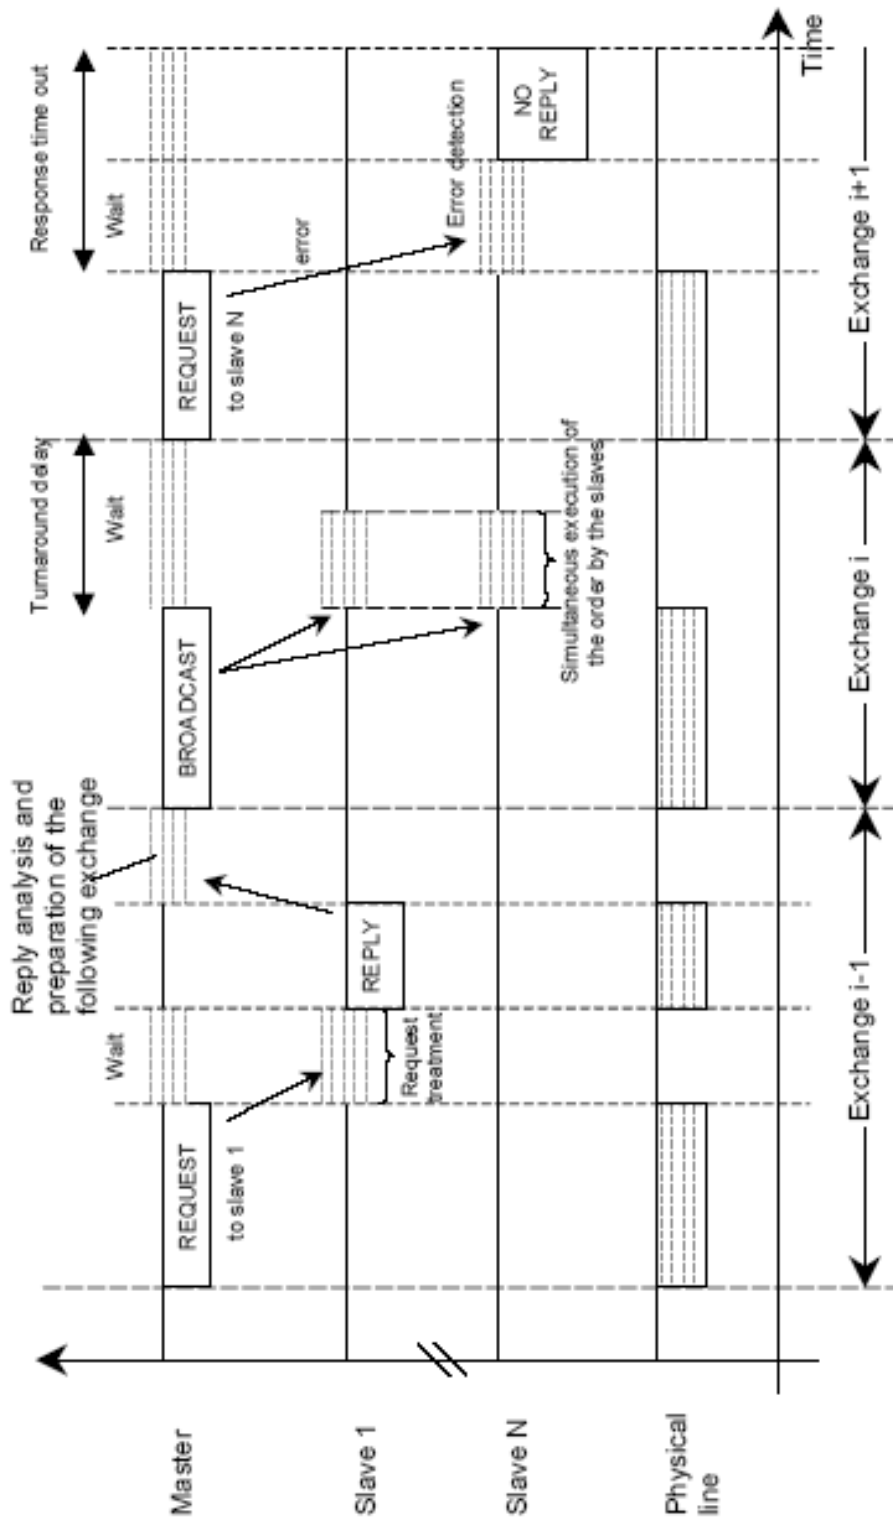 Response time out
Turnaround delay
Reply analysis and
preparation of the
following exchange
Wait
Wait
Wait
Master
REQUEST
BROADCAST
REQUEST
to slave 1
to slave N
error
Slave 1
REPLY
Request
treatment
Error detection
Slave N
NO
REPLY
Simultaneous execution of
the order by the slaves
Physical
line
Time
Exchange i-1
Exchange i
Exchange i+1